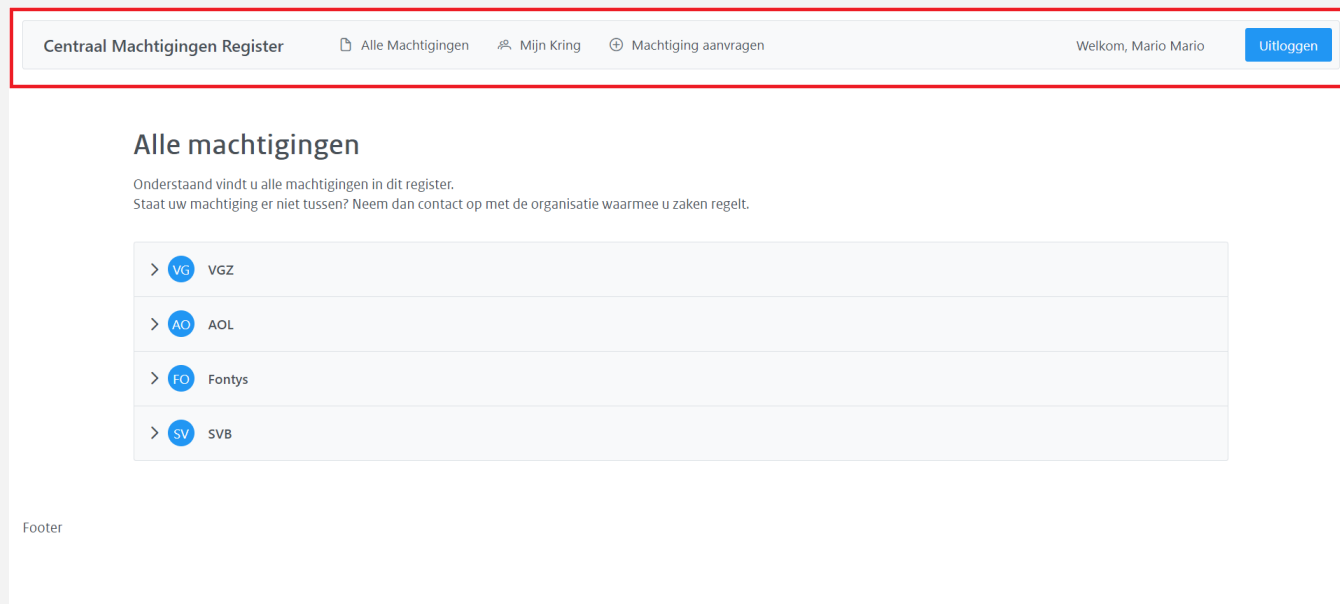 Centraal Machtigingen Register Alle Machtigingen Mijn Kring Machtiging aanvragen Welkom, Mario Mario Uitloggen
Alle machtigingen
Onderstaand vindt u alle machtigingen in dit register.
Staat uw machtiging er niet tussen? Neem dan contact op met de organisatie waarmee u zaken regelt.
VG VGZ
AO AOL
FO Fontys
SV SVB
Footer